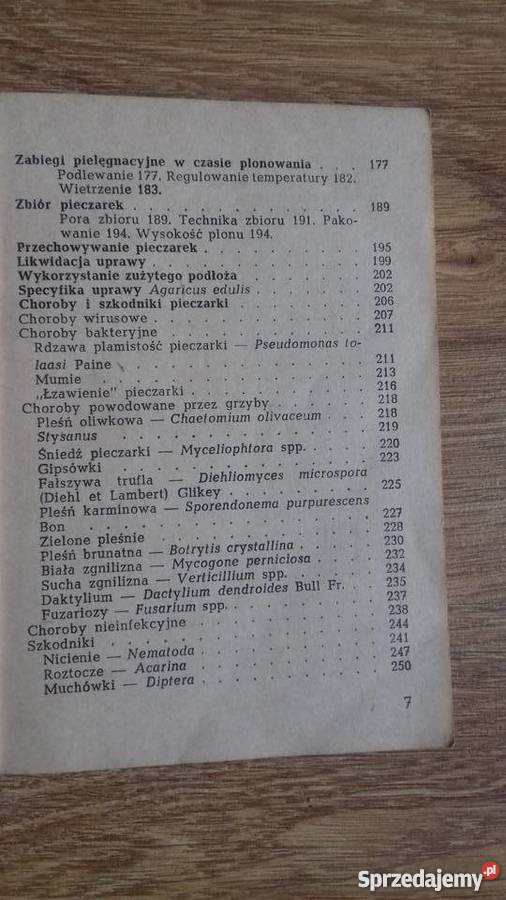 Zabiegi pielęgnacyjne w czasie plonowania . . . 177
Podlewanie 177. Regulowanie temperatury 182.
Wietrzenie 183.
Zbiór pieczarek . . . . . . . . . . . . 189
Pora zbioru 189. Technika zbioru 191. Pako-
wanie 194. Wysokość plonu 194.
Przechowywanie pieczarek . . . . . . . . . 195
Likwidacja uprawy . . . . . . . . . . . 199
Wykorzystanie zużytego podłoża . . . . . . . 202
Specyfika uprawy Agaricus edulis . . . . . . . 202
Choroby i szkodniki pieczarki . . . . . . . . 206
Choroby wirusowe . . . . . . . . . . . 207
Choroby bakteryjne . . . . . . . . . . . 211
Rdzawa plamistość pieczarki — Pseudomonas to-
laasi Paine . . . . . . . . . . . . 211
Mumie . . . . . . . . . . . . . 213
„Łzawienie" pieczarki . . . . . . . . . 216
Choroby powodowane przez grzyby . . . . . . 218
Pleśń oliwkowa — Chaetomium olivaceum . . . 218
Stysanus . . . . . . . . . . . . 219
Śniedź pieczarki — Myceliophtora spp. . . . . 220
Gipsówki . . . . . . . . . . . . 223
Fałszywa trufla — Diehliomyces microspora
(Diehl et Lambert) Glikey . . . . . . . 225
Pleśń karminowa — Sporendonema purpurescens
Bon . . . . . . . . . . . . . 227
Zielone pleśnie . . . . . . . . . . . 228
Pleśń brunatna — Botrytis crystallina . . . . 230
Biała zgnilizna — Mycogone perniciosa . . . . 232
Sucha zgnilizna — Verticillium spp. . . . . . 234
Daktylium — Dactylium dendroides Bull Fr. . . 235
Fuzariozy — Fusarium spp. . . . . . . . 237
Choroby nieinfekcyjne . . . . . . . . . . 238
Szkodniki . . . . . . . . . . . . . 244
Nicienie — Nematoda . . . . . . . . . 241
Roztocze — Acarina . . . . . . . . . 247
Muchówki — Diptera . . . . . . . . . 250
7
Sprzedajemy.pl